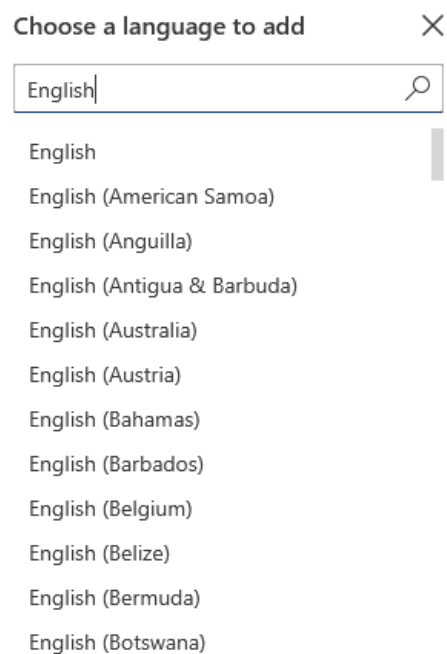 Choose a language to add
English
English
English (American Samoa)
English (Anguilla)
English (Antigua & Barbuda)
English (Australia)
English (Austria)
English (Bahamas)
English (Barbados)
English (Belgium)
English (Belize)
English (Bermuda)
English (Botswana)